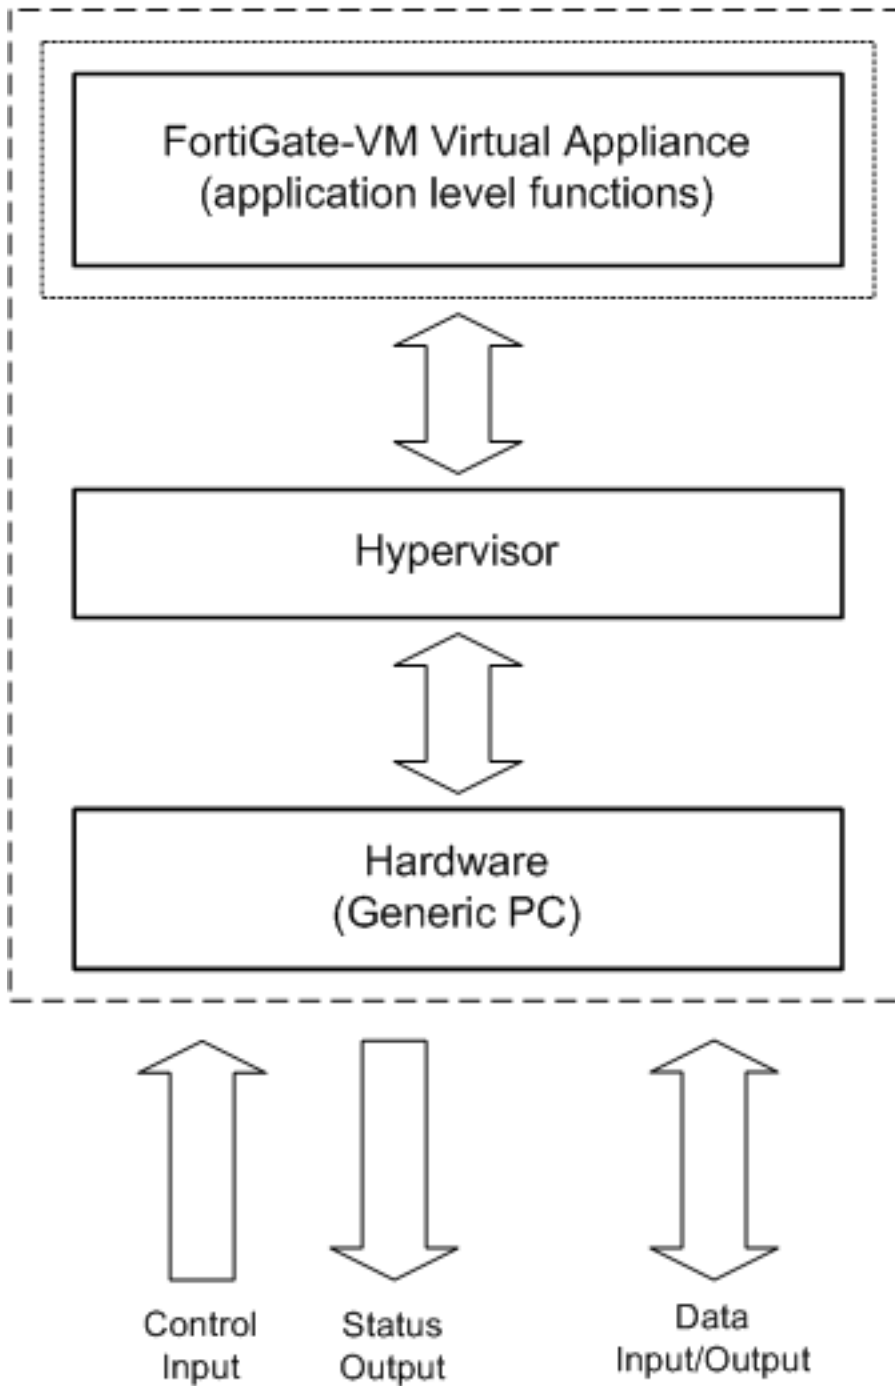 FortiGate-VM Virtual Appliance
(application level functions)
Hypervisor
Hardware
(Generic PC)
Control
Input
Status
Output
Data
Input/Output